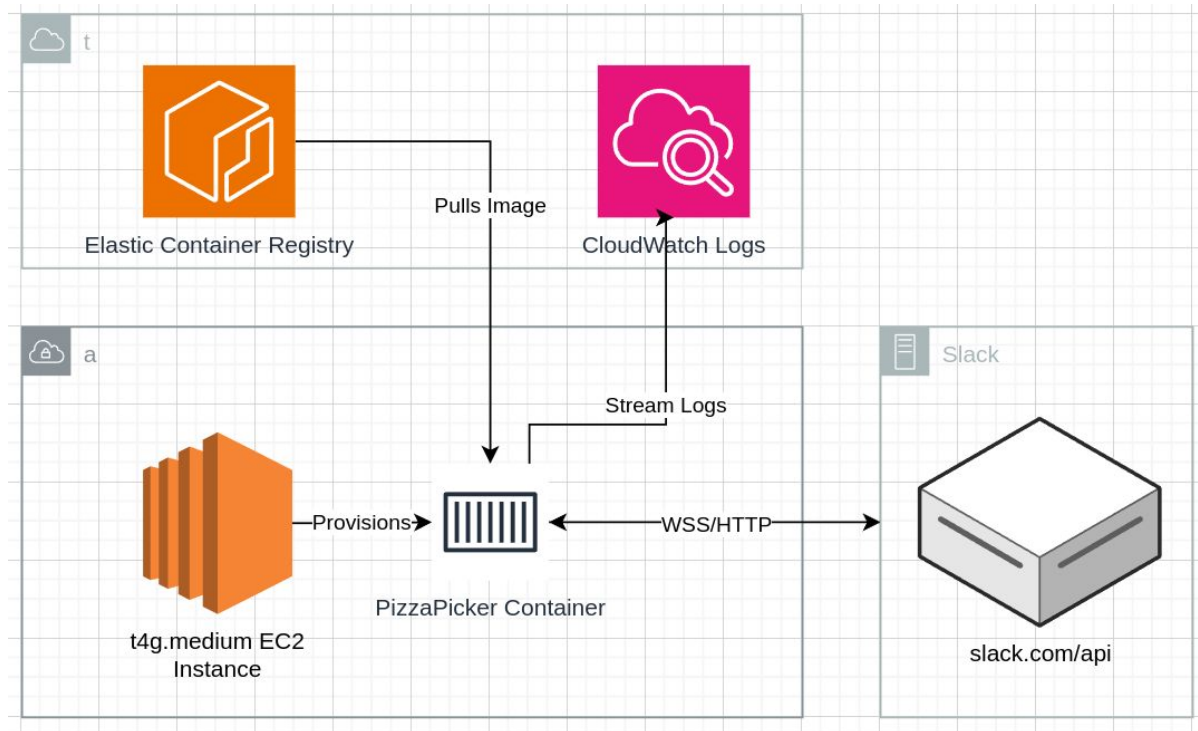 t
Pulls Image
Elastic Container Registry
CloudWatch Logs
a
Slack
Stream Logs
Provisions
WSS/HTTP
PizzaPicker Container
t4g.medium EC2
Instance
slack.com/api